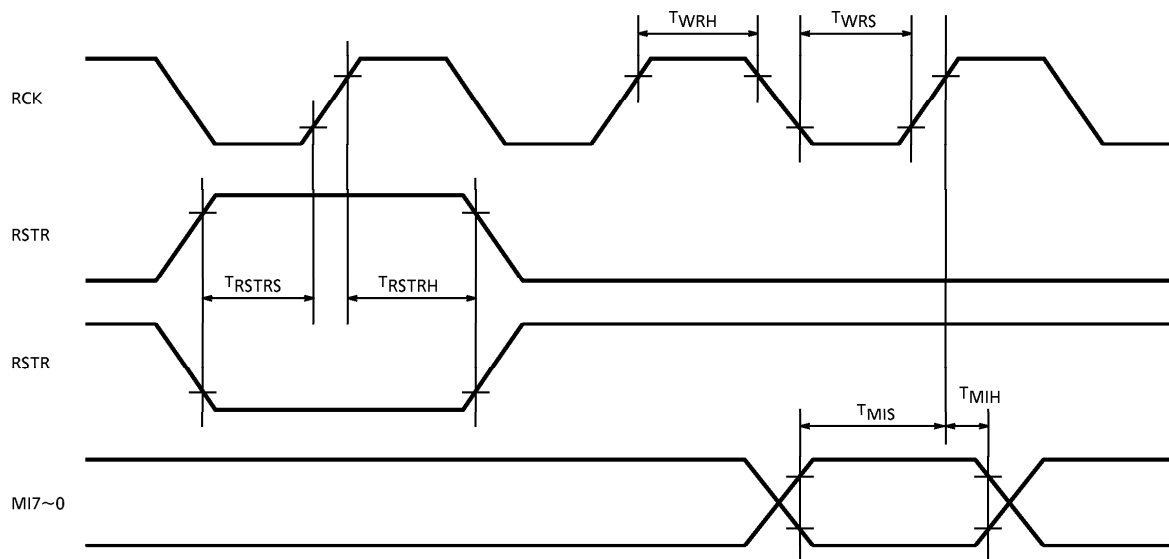 TWRH
TWRS
RCK
RSTR
TRSTRS
TRSTRH
RSTR
TMIH
TMIS
MI7~0